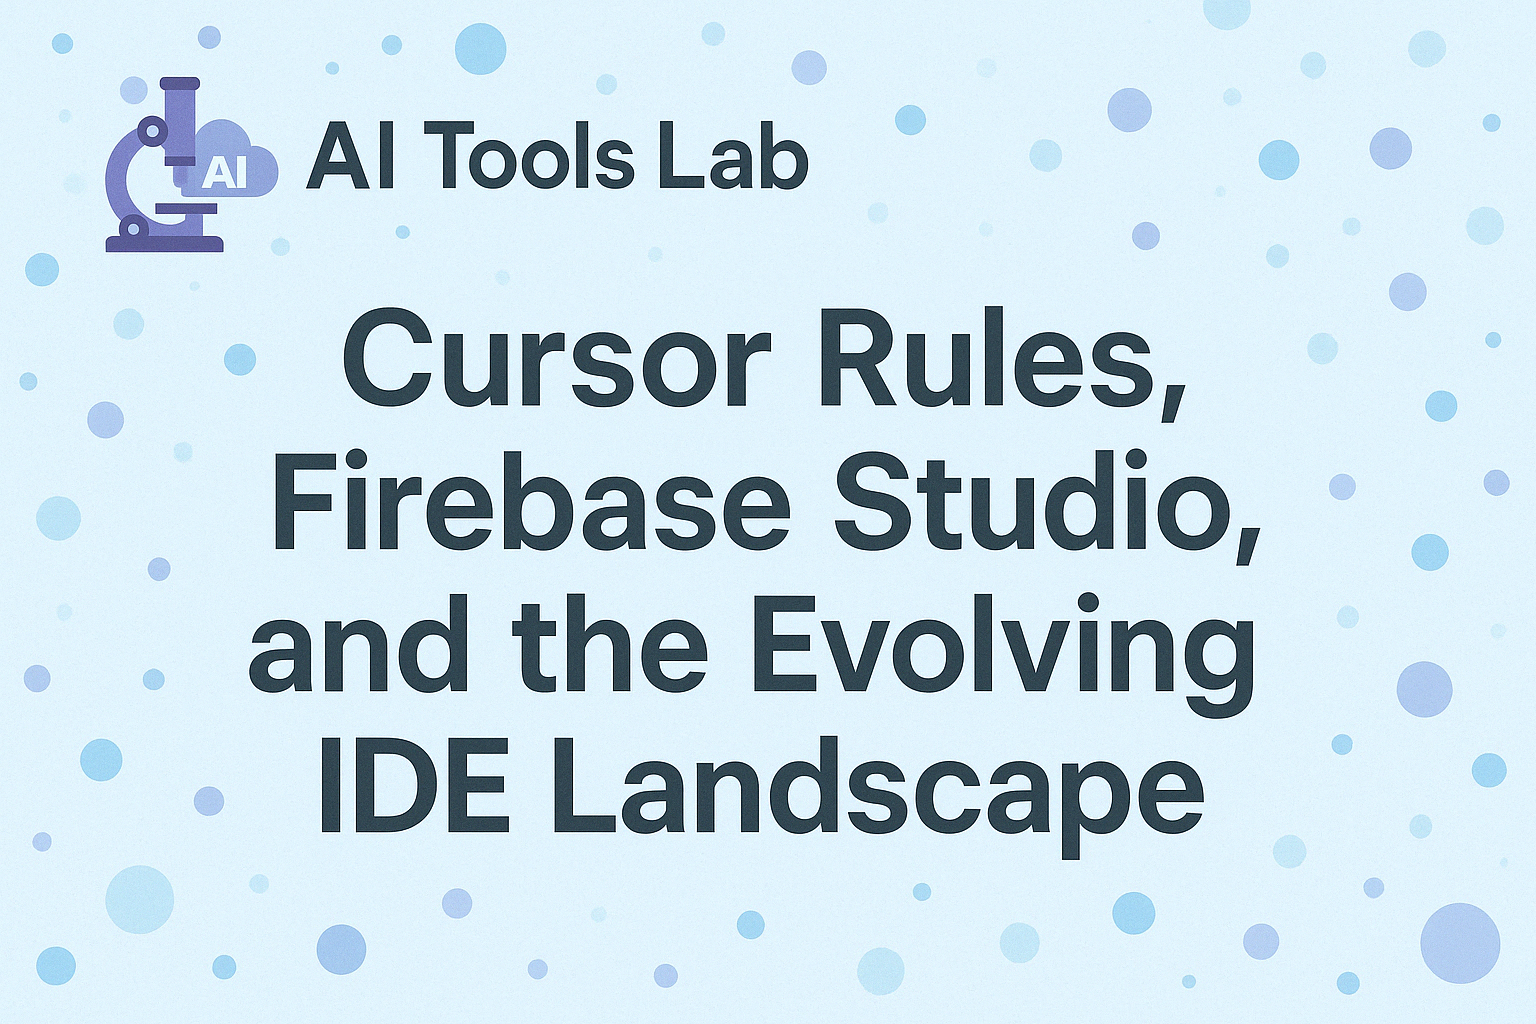 AI
AI Tools Lab
Cursor Rules,
Firebase Studio,
and the Evolving
IDE Landscape